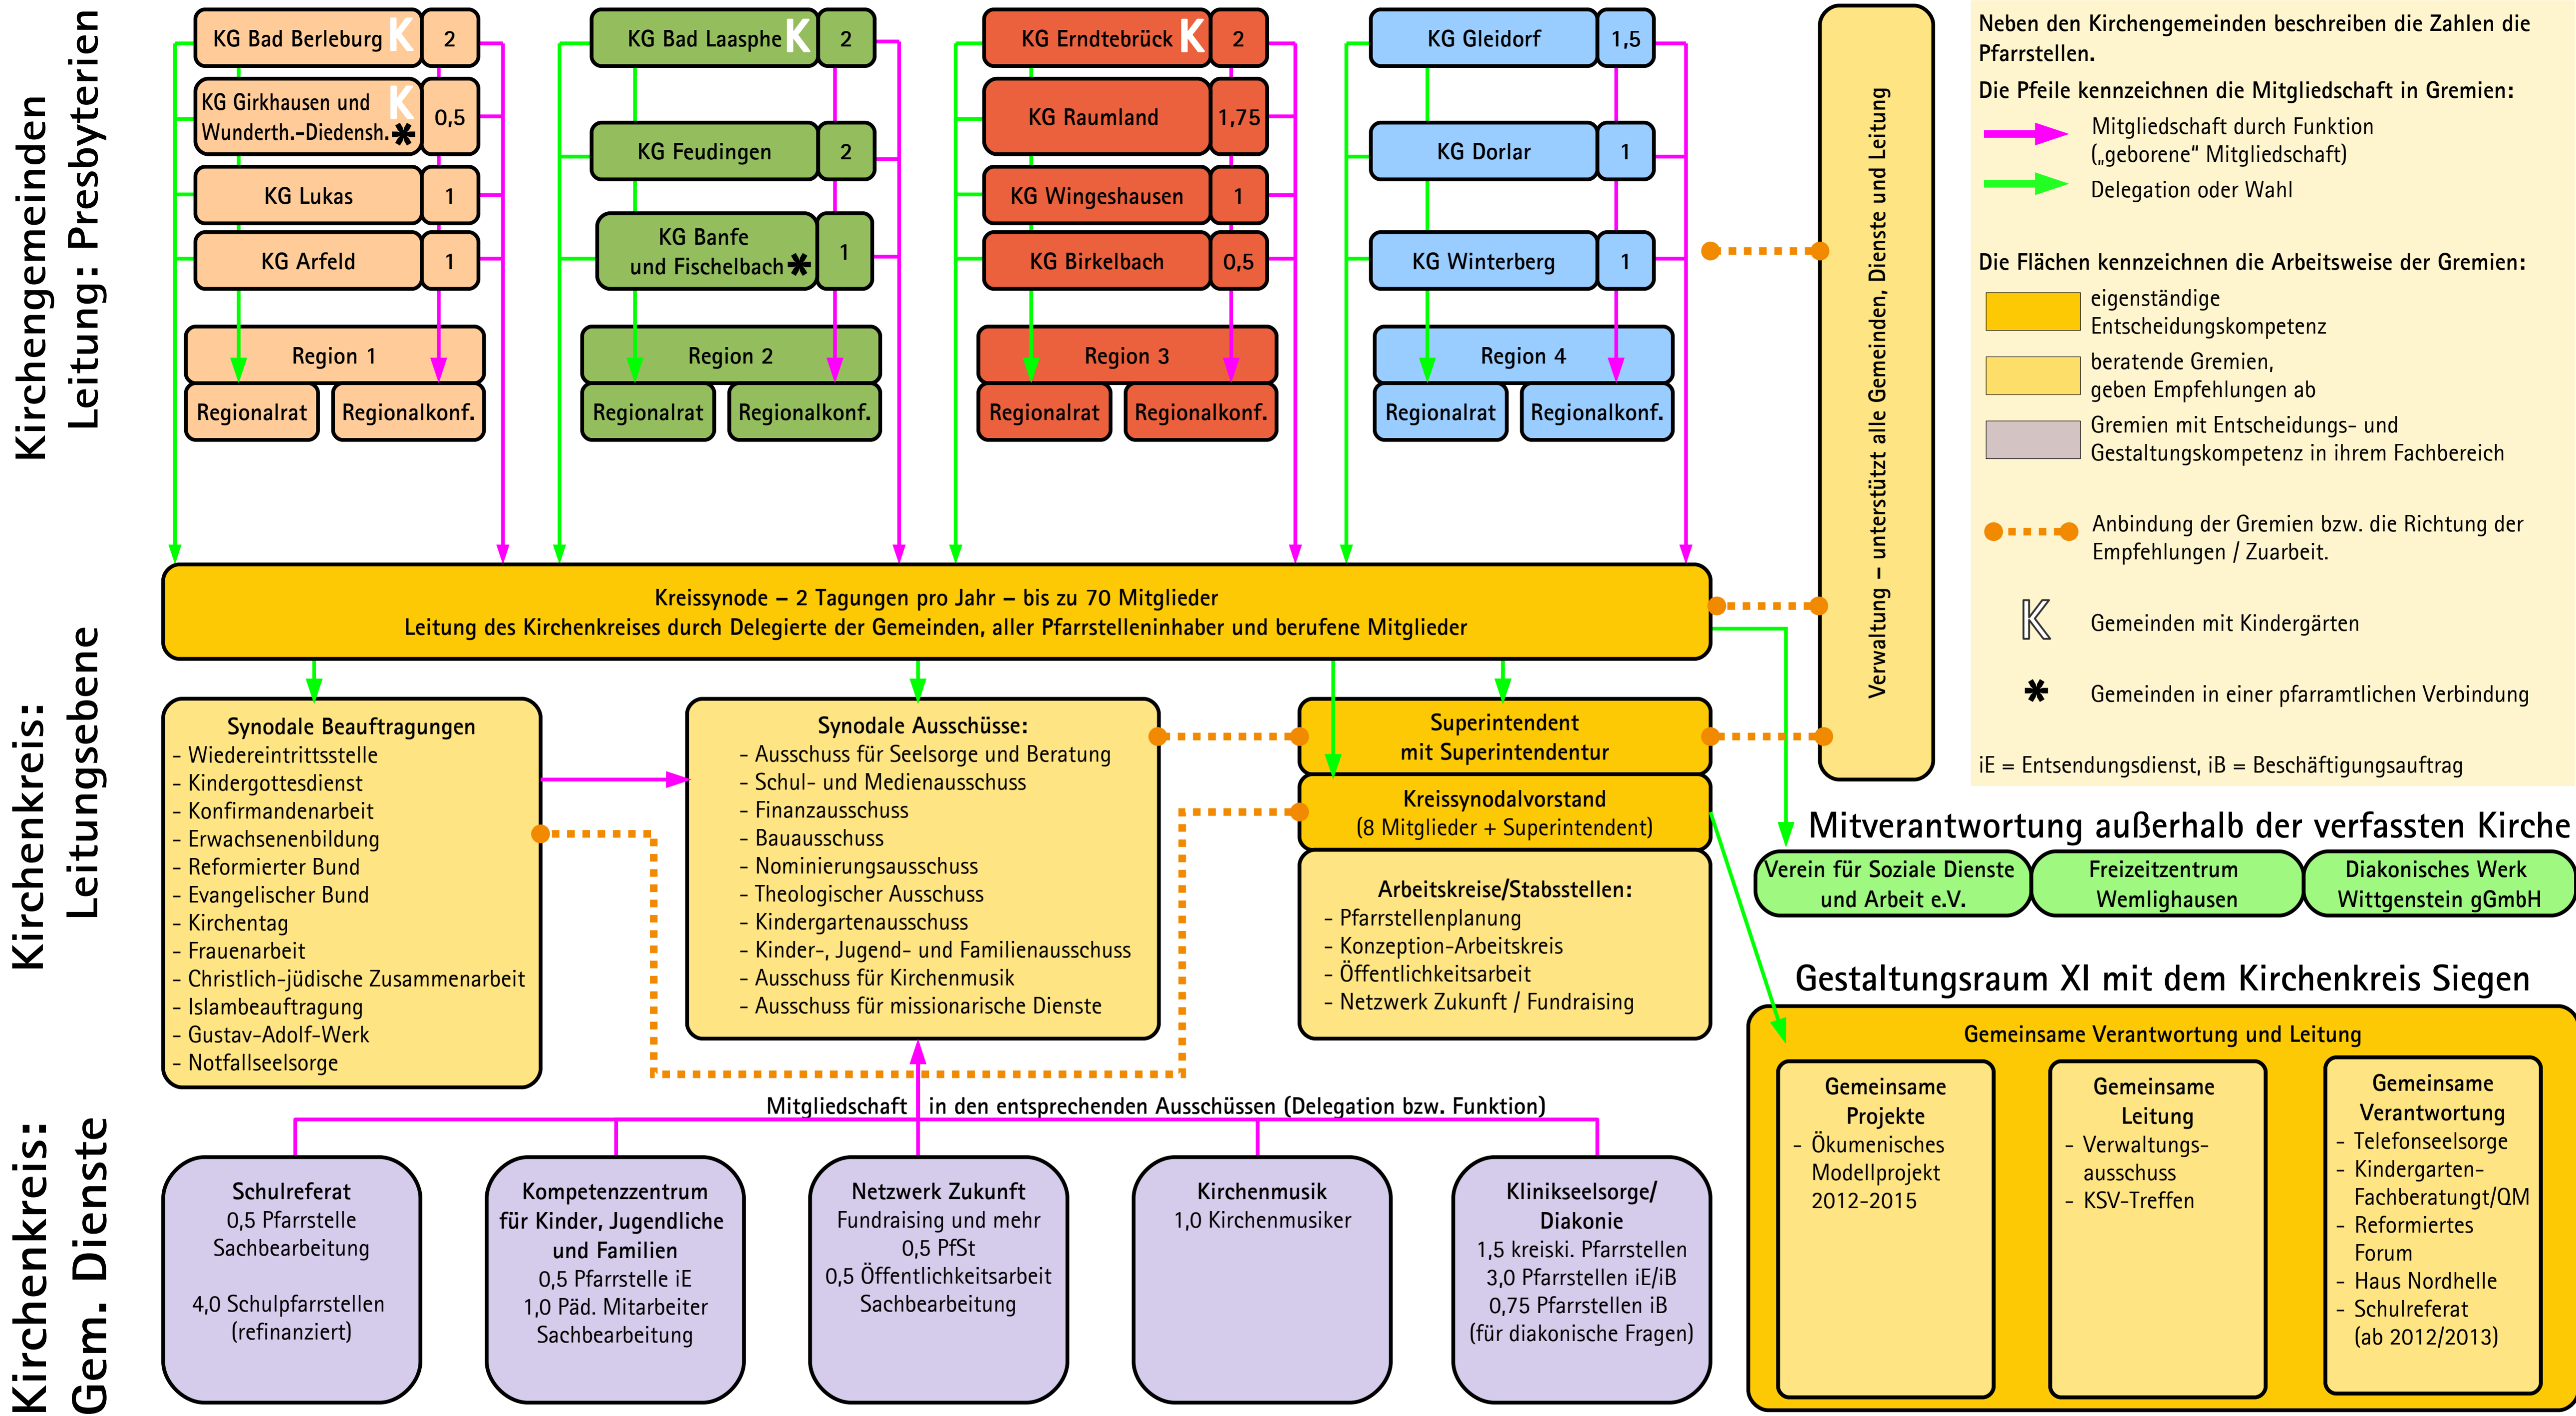 Kirchengemeinden
Leitung: Presbyterien
KG Bad Berleburg K 2
KG Girkhausen und K
Wunderth.-Diedensh.* 0,5
KG Lukas 1
KG Arfeld 1
Region 1
Regionalrat Regionalkonf.
KG Bad Laasphe K 2
KG Feudingen 2
KG Banfe
und Fischelbach* 1
Region 2
Regionalrat Regionalkonf.
KG Erndtebrück K 2
KG Raumland 1,75
KG Wingeshausen 1
KG Birkelbach 0,5
Region 3
Regionalrat Regionalkonf.
KG Gleidorf 1,5
KG Dorlar 1
KG Winterberg 1
Region 4
Regionalrat Regionalkonf.
Verwaltung – unterstützt alle Gemeinden, Dienste und Leitung
Neben den Kirchengemeinden beschreiben die Zahlen die
Pfarrstellen.
Die Pfeile kennzeichnen die Mitgliedschaft in Gremien:
Mitgliedschaft durch Funktion
(„geborene“ Mitgliedschaft)
Delegation oder Wahl
Die Flächen kennzeichnen die Arbeitsweise der Gremien:
eigenständige
Entscheidungskompetenz
beratende Gremien,
geben Empfehlungen ab
Gremien mit Entscheidungs- und
Gestaltungskompetenz in ihrem Fachbereich
Anbindung der Gremien bzw. die Richtung der
Empfehlungen / Zuarbeit.
K Gemeinden mit Kindergärten
* Gemeinden in einer pfarramtlichen Verbindung
iE = Entsendungsdienst, iB = Beschäftigungsauftrag
Kirchenkreis:
Leitungsebene
Kreissynode – 2 Tagungen pro Jahr – bis zu 70 Mitglieder
Leitung des Kirchenkreises durch Delegierte der Gemeinden, aller Pfarrstelleninhaber und berufene Mitglieder
Synodale Beauftragungen
- Wiedereintrittsstelle
- Kindergottesdienst
- Konfirmandenarbeit
- Erwachsenenbildung
- Reformierter Bund
- Evangelischer Bund
- Kirchentag
- Frauenarbeit
- Christlich-jüdische Zusammenarbeit
- Islambeauftragung
- Gustav-Adolf-Werk
- Notfallseelsorge
Synodale Ausschüsse:
- Ausschuss für Seelsorge und Beratung
- Schul- und Medienausschuss
- Finanzausschuss
- Bauausschuss
- Nominierungsausschuss
- Theologischer Ausschuss
- Kindergartenausschuss
- Kinder-, Jugend- und Familienausschuss
- Ausschuss für Kirchenmusik
- Ausschuss für missionarische Dienste
Superintendent
mit Superintendentur
Kreissynodalvorstand
(8 Mitglieder + Superintendent)
Arbeitskreise/Stabsstellen:
- Pfarrstellenplanung
- Konzeption-Arbeitskreis
- Öffentlichkeitsarbeit
- Netzwerk Zukunft / Fundraising
Mitverantwortung außerhalb der verfassten Kirche
Verein für Soziale Dienste
und Arbeit e.V.
Freizeitzentrum
Wemlighausen
Diakonisches Werk
Wittgenstein gGmbH
Gestaltungsraum XI mit dem Kirchenkreis Siegen
Gemeinsame Verantwortung und Leitung
Gemeinsame
Projekte
- Ökumenisches
Modellprojekt
2012-2015
Gemeinsame
Leitung
- Verwaltungs-
ausschuss
- KSV-Treffen
Gemeinsame
Verantwortung
- Telefonseelsorge
- Kindergarten-
Fachberatungt/QM
- Reformiertes
Forum
- Haus Nordhelle
- Schulreferat
(ab 2012/2013)
Kirchenkreis:
Gem. Dienste
Mitgliedschaft in den entsprechenden Ausschüssen (Delegation bzw. Funktion)
Schulreferat
0,5 Pfarrstelle
Sachbearbeitung
4,0 Schulpfarrstellen
(refinanziert)
Kompetenzzentrum
für Kinder, Jugendliche
und Familien
0,5 Pfarrstelle iE
1,0 Päd. Mitarbeiter
Sachbearbeitung
Netzwerk Zukunft
Fundraising und mehr
0,5 PfSt
0,5 Öffentlichkeitsarbeit
Sachbearbeitung
Kirchenmusik
1,0 Kirchenmusiker
Klinikseelsorge/
Diakonie
1,5 kreiski. Pfarrstellen
3,0 Pfarrstellen iE/iB
0,75 Pfarrstellen iB
(für diakonische Fragen)